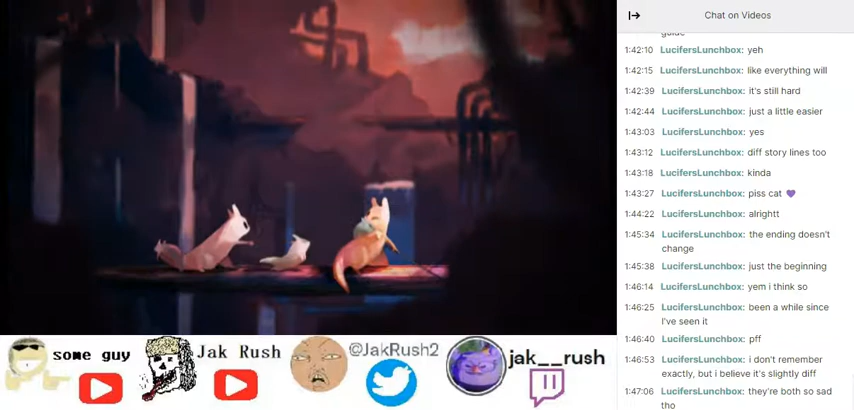 Chat on Videos
1:42:10 LucifersLunchbox: yeh
1:42:15 LucifersLunchbox: like everything will
1:42:39 LucifersLunchbox: it's still hard
1:42:44 LucifersLunchbox: just a little easier
1:43:03 LucifersLunchbox: yes
1:43:12 LucifersLunchbox: diff story lines too
1:43:18 LucifersLunchbox: kinda
1:43:27 LucifersLunchbox: piss cat 💜
1:44:22 LucifersLunchbox: alrightt
1:45:34 LucifersLunchbox: the ending doesn't
change
1:45:38 LucifersLunchbox: just the beginning
1:46:14 LucifersLunchbox: yem i think so
1:46:25 LucifersLunchbox: been a while since
I've seen it
1:46:40 LucifersLunchbox: pff
1:46:53 LucifersLunchbox: i don't remember
exactly, but i believe it's slightly diff
1:47:06 LucifersLunchbox: they're both so sad
tho
some guy
Jak Rush
@JakRush2
jak__rush